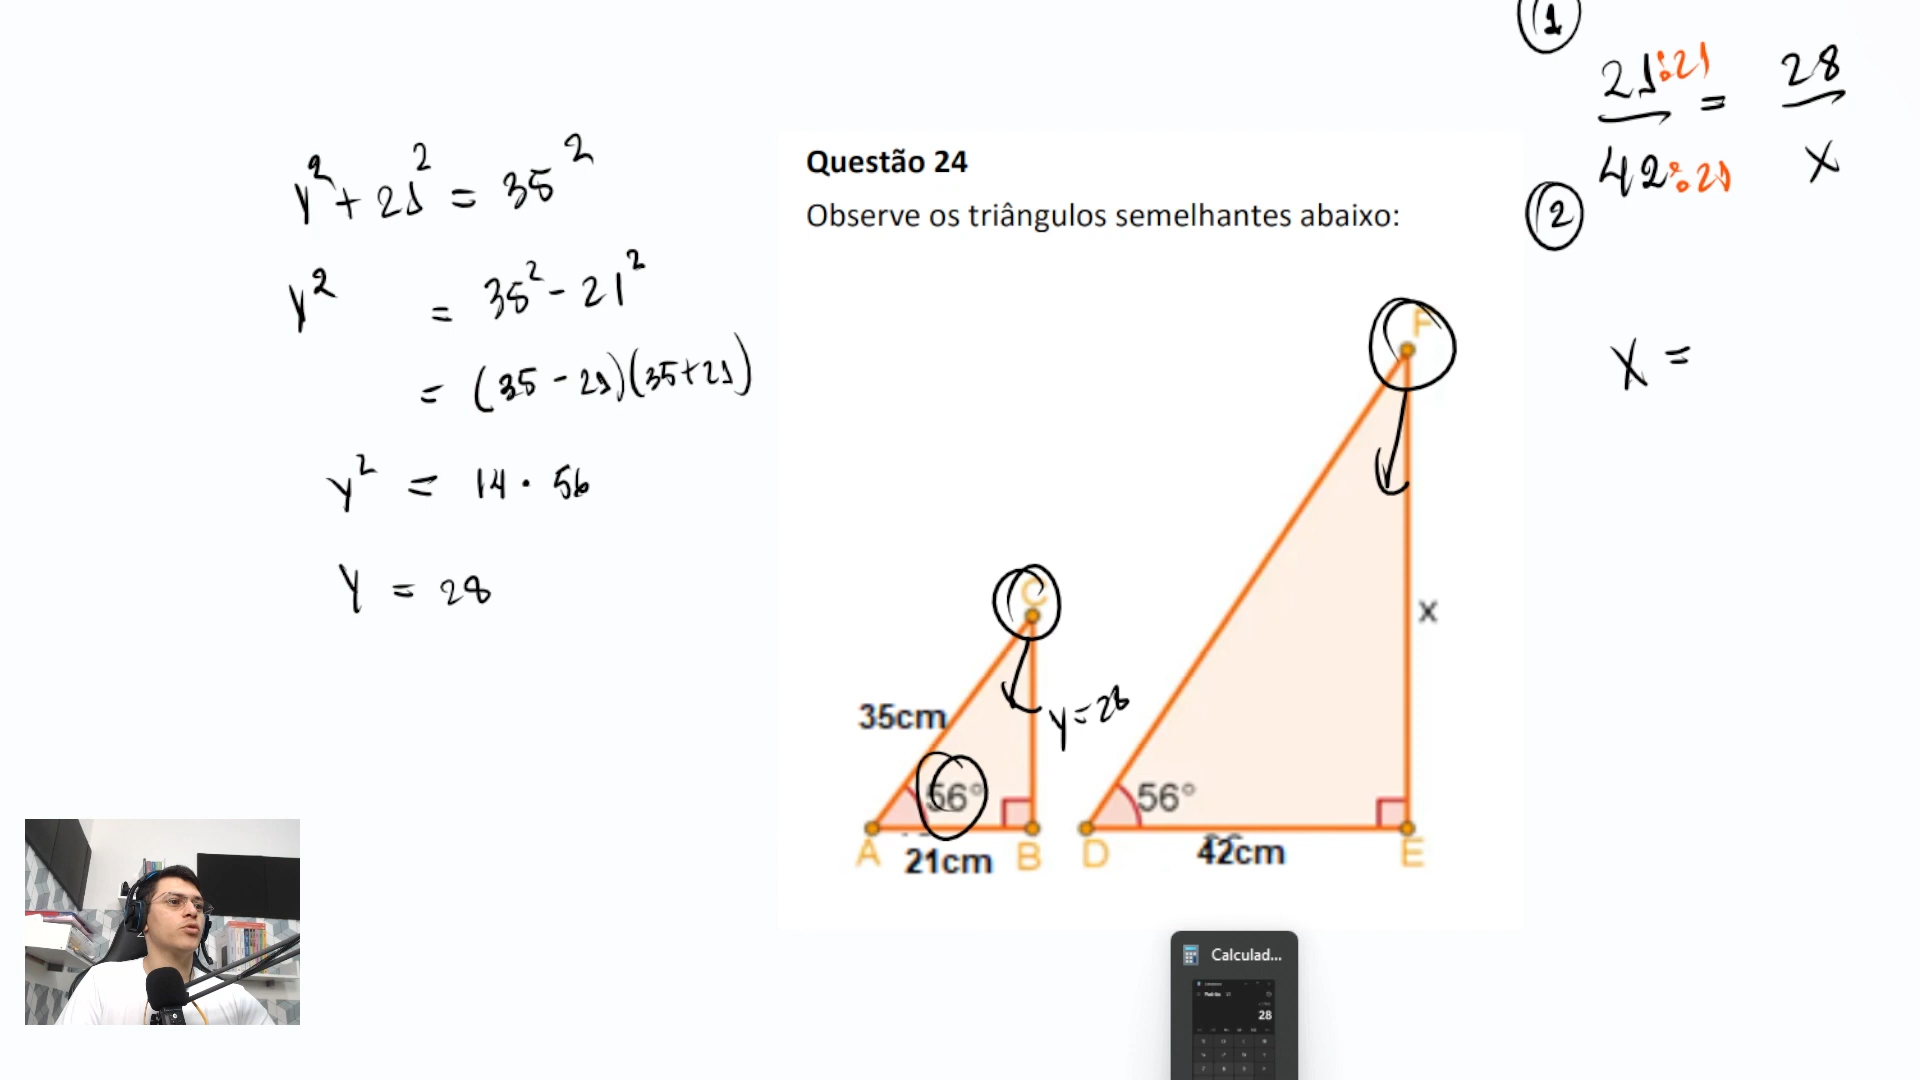 y² + 21² = 35²
y² = 35² - 21²
= (35 - 21)(35 + 21)
y² = 14 · 56
y = 28
Questão 24
Observe os triângulos semelhantes abaixo:
F
C
35cm
y = 28
x
56°
56°
A
21cm
B
D
42cm
E
1
21:21 = 28
42:21 x
2
x =
Calculad...
28